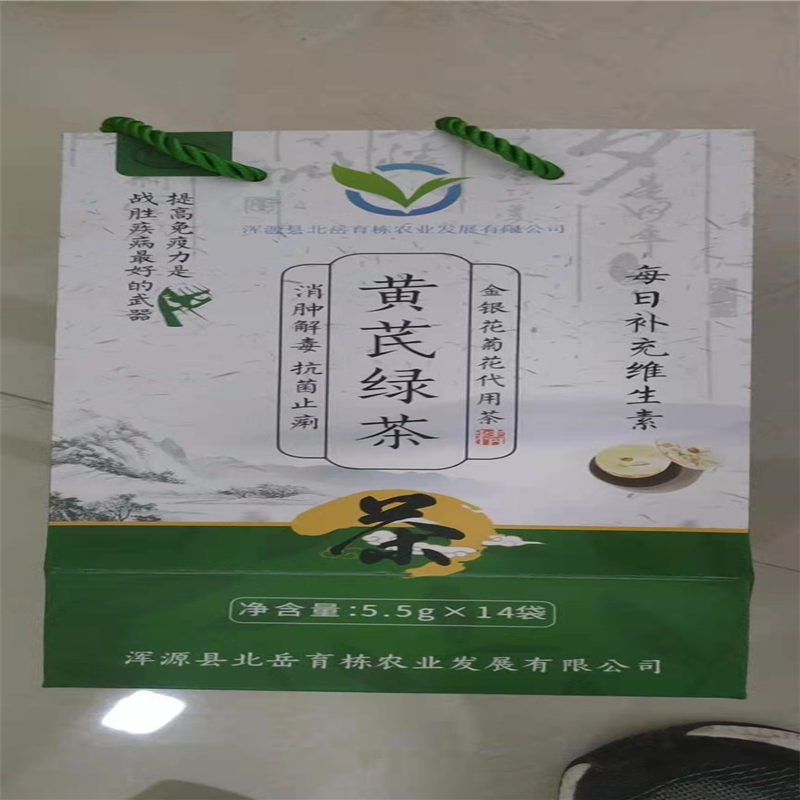 浑源县北岳育栋农业发展有限公司
提高免疫力是
战胜疾病最好的武器
每日补充维生素
金银花菊花代用茶
黄芪绿茶
消肿解毒 抗菌止痢
茶
净含量:5.5g×14袋
浑源县北岳育栋农业发展有限公司